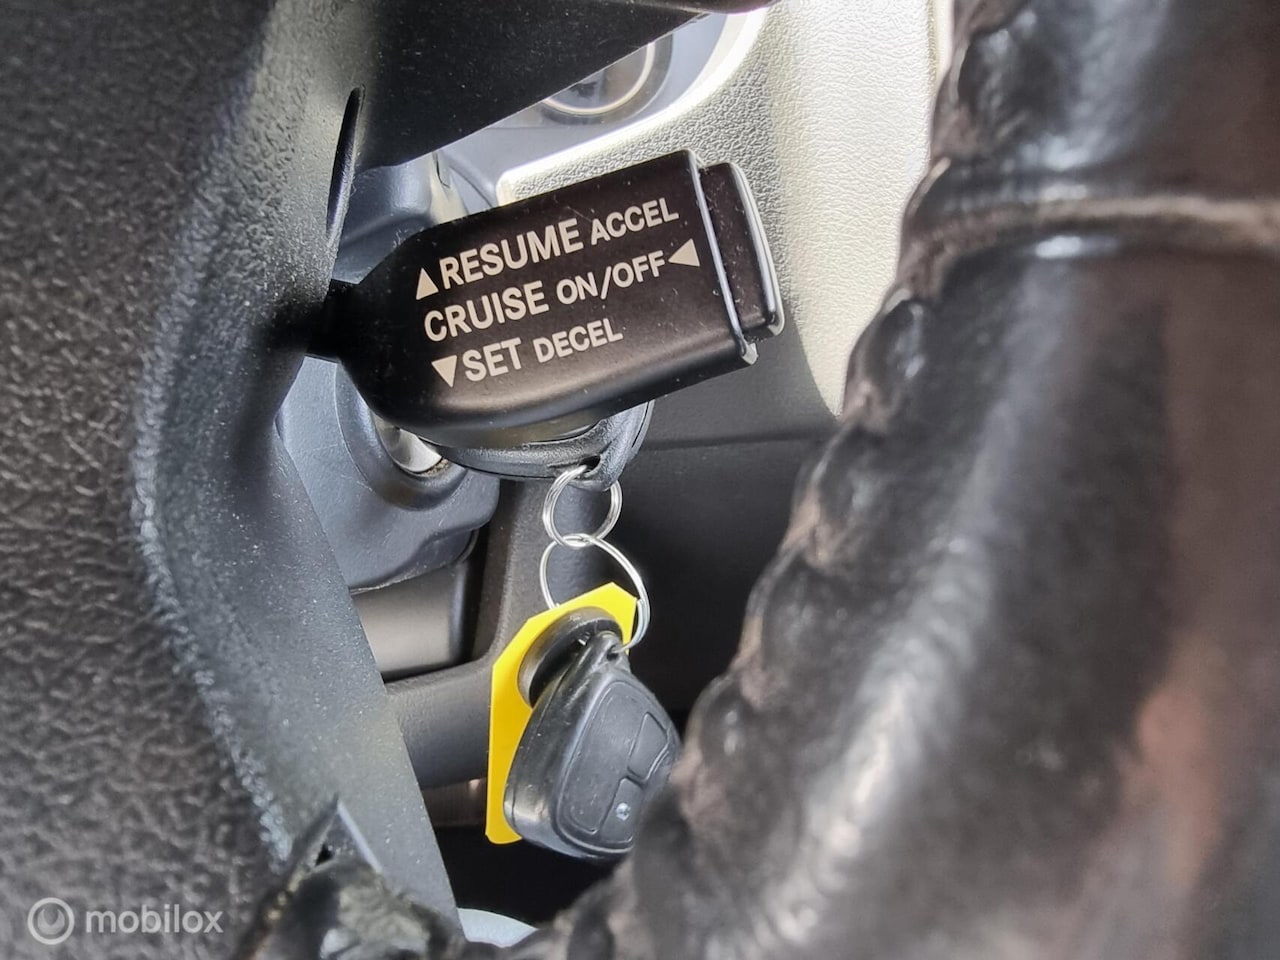 ▲RESUME ACCEL
CRUISE ON/OFF◀
▼SET DECEL
mobilox